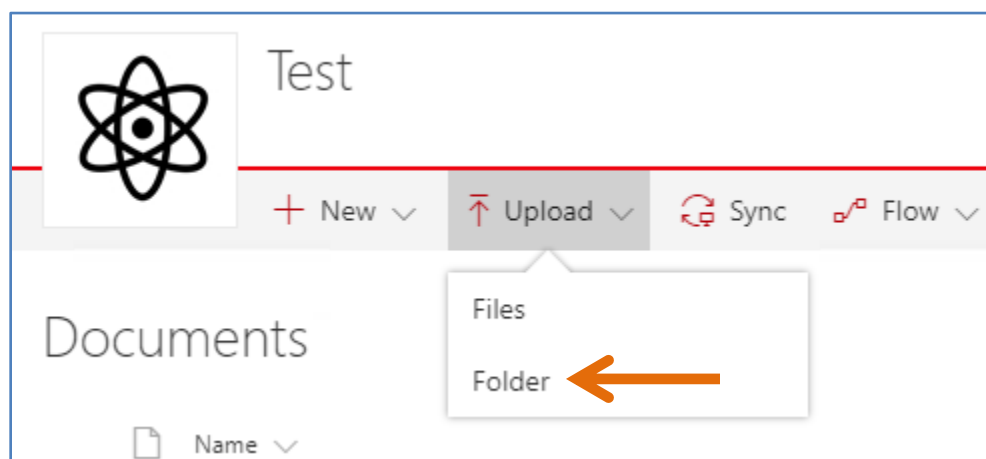 Test
New Upload Sync Flow
Files
Documents
Folder
Name